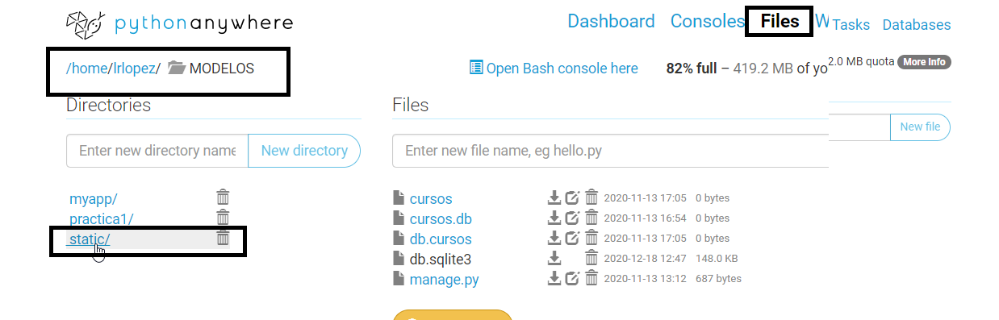 pythonanywhere
Dashboard Consoles Files W Tasks Databases
/home/lrlopez/ MODELOS
Open Bash console here 82% full – 419.2 MB of yo 2.0 MB quota More Info
Directories
Files
Enter new directory name New directory
Enter new file name, eg hello.py New file
myapp/
practica1/
static/
cursos 2020-11-13 17:05 0 bytes
cursos.db 2020-11-13 16:54 0 bytes
db.cursos 2020-11-13 17:05 0 bytes
db.sqlite3 2020-12-18 12:47 148.0 KB
manage.py 2020-11-13 13:12 687 bytes